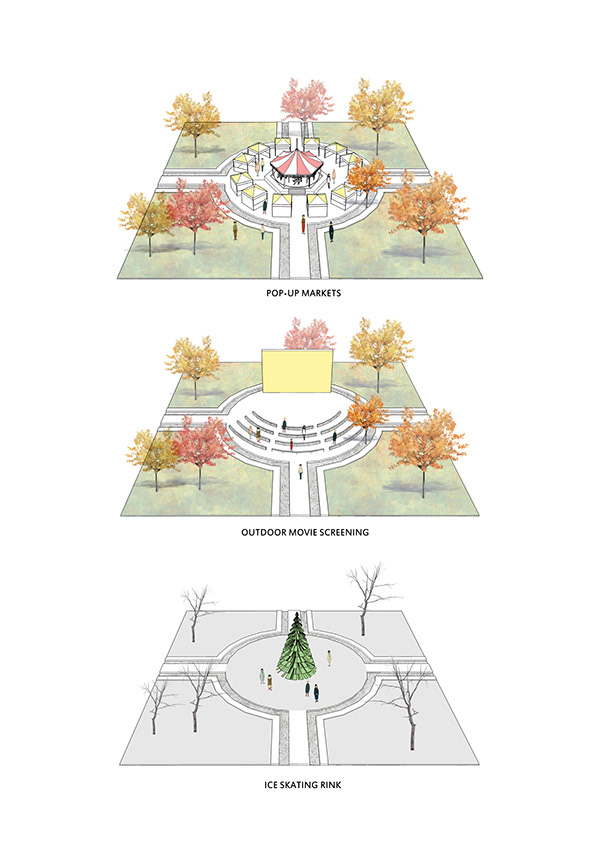 POP-UP MARKETS
OUTDOOR MOVIE SCREENING
ICE SKATING RINK